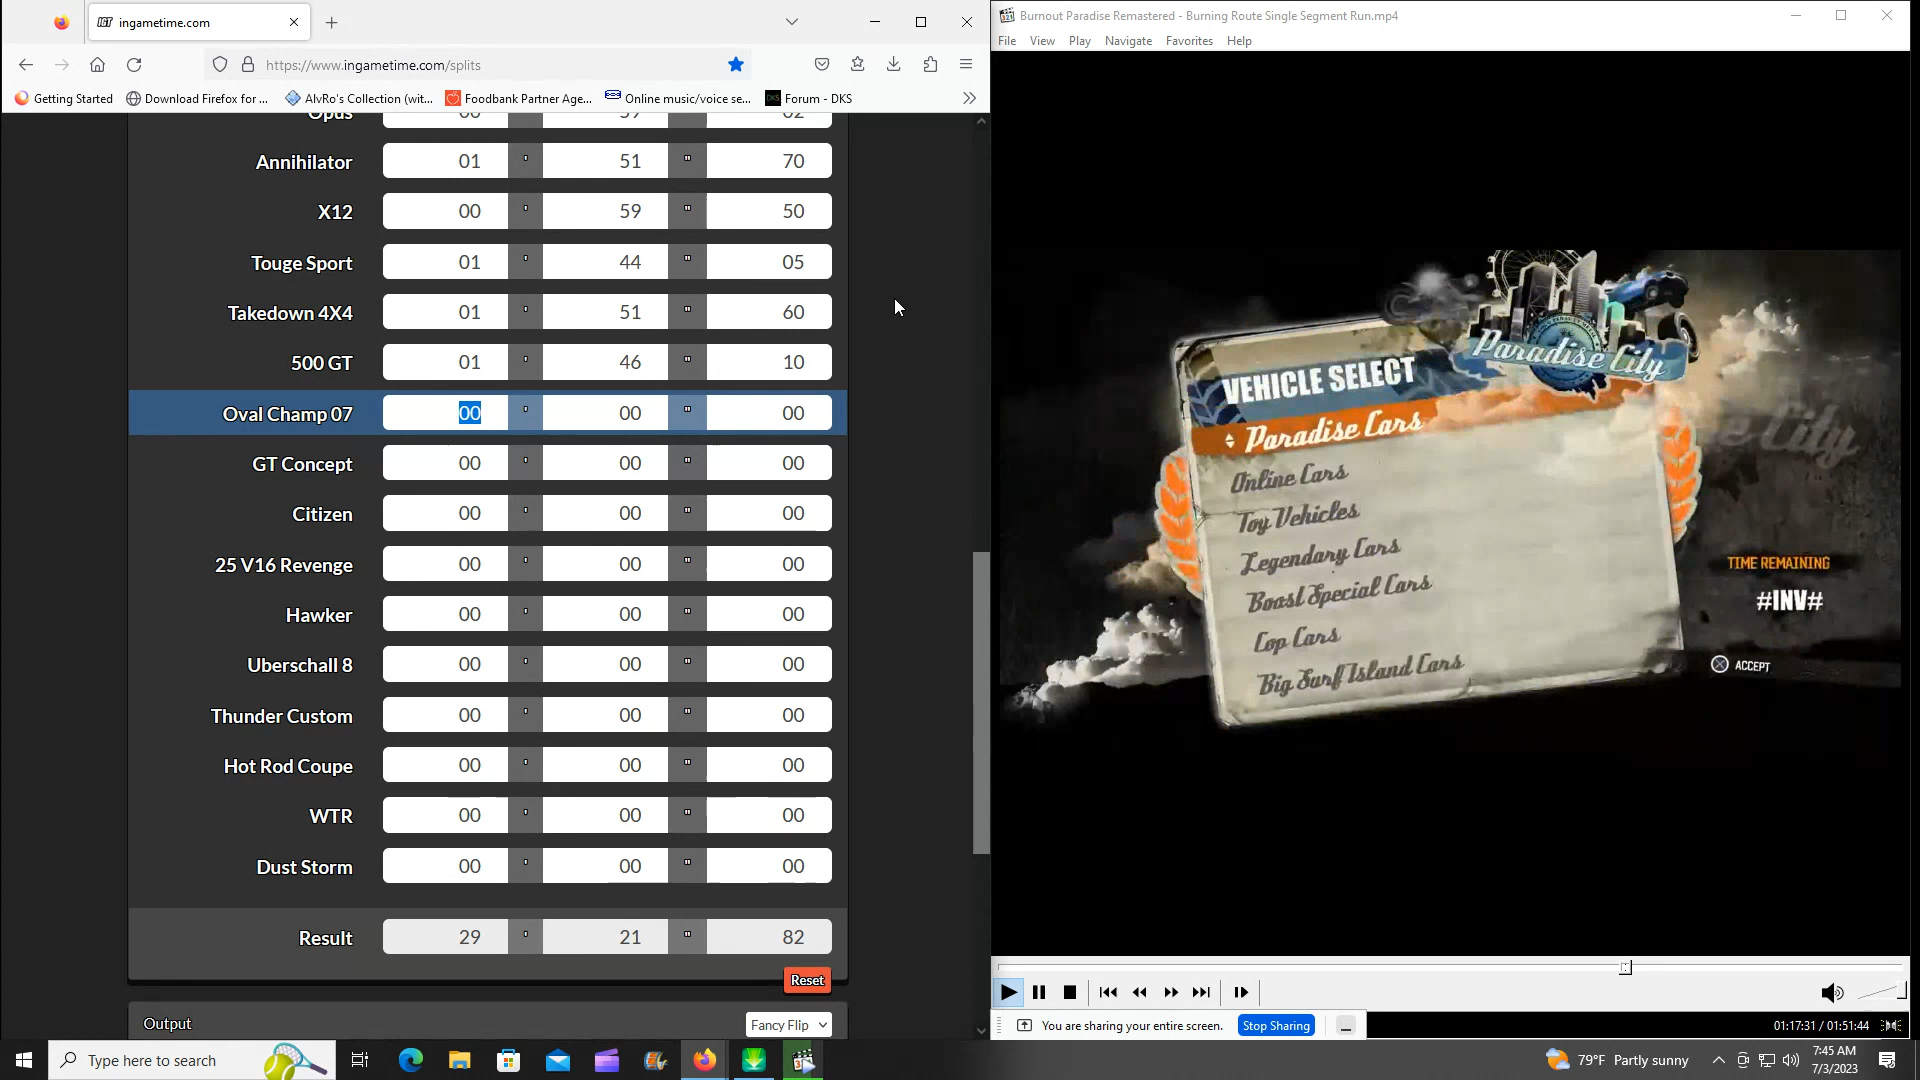 ingametime.com
https://www.ingametime.com/splits
Getting Started
Download Firefox for ...
AlvRo's Collection (wit...
Foodbank Partner Age...
Online music/voice se...
DKS
Forum - DKS
Opus 00 59 02
Annihilator 01 ' 51 " 70
X12 00 ' 59 " 50
Touge Sport 01 ' 44 " 05
Takedown 4X4 01 ' 51 " 60
500 GT 01 ' 46 " 10
Oval Champ 07 00 ' 00 " 00
GT Concept 00 ' 00 " 00
Citizen 00 ' 00 " 00
25 V16 Revenge 00 ' 00 " 00
Hawker 00 ' 00 " 00
Uberschall 8 00 ' 00 " 00
Thunder Custom 00 ' 00 " 00
Hot Rod Coupe 00 ' 00 " 00
WTR 00 ' 00 " 00
Dust Storm 00 ' 00 " 00
Result 29 ' 21 " 82
Reset
Output
Fancy Flip
Burnout Paradise Remastered - Burning Route Single Segment Run.mp4
File View Play Navigate Favorites Help
Paradise City
VEHICLE SELECT
Paradise Cars
Online Cars
Toy Vehicles
Legendary Cars
Boost Special Cars
Cop Cars
Big Surf Island Cars
e City
TIME REMAINING
#INV#
ACCEPT
You are sharing your entire screen.
Stop Sharing
01:17:31 / 01:51:44
Type here to search
79°F Partly sunny
7:45 AM
7/3/2023